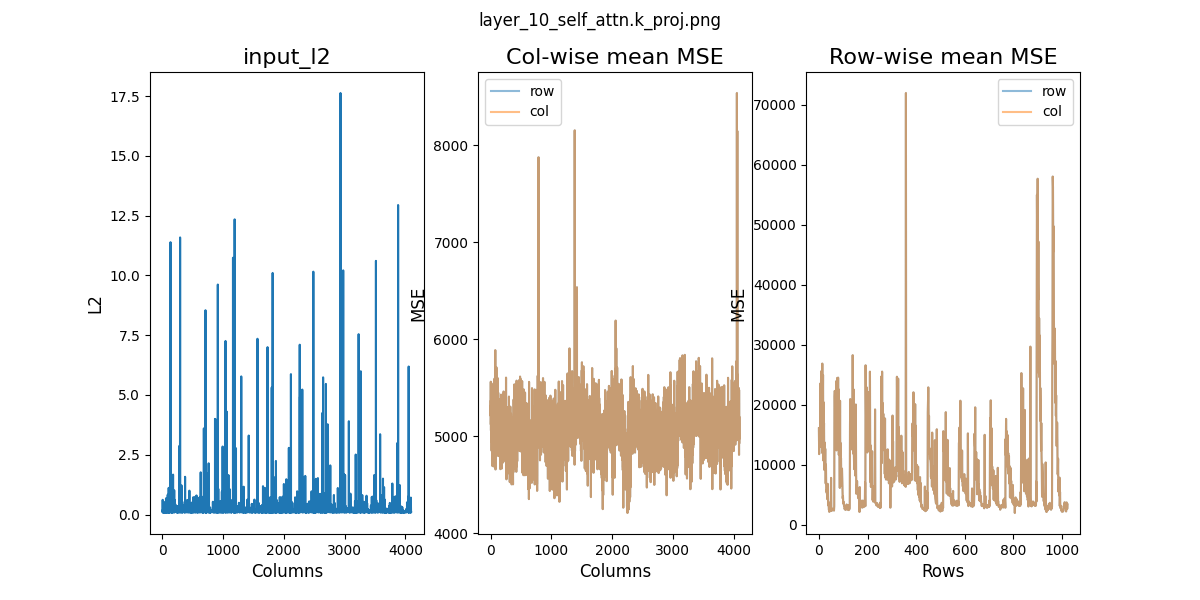 layer_10_self_attn.k_proj.png
input_l2
L2
17.5
15.0
12.5
10.0
7.5
5.0
2.5
0.0
0 1000 2000 3000 4000
Columns
Col-wise mean MSE
MSE
row
col
8000
7000
6000
5000
4000
0 1000 2000 3000 4000
Columns
Row-wise mean MSE
MSE
row
col
70000
60000
50000
40000
30000
20000
10000
0
0 200 400 600 800 1000
Rows